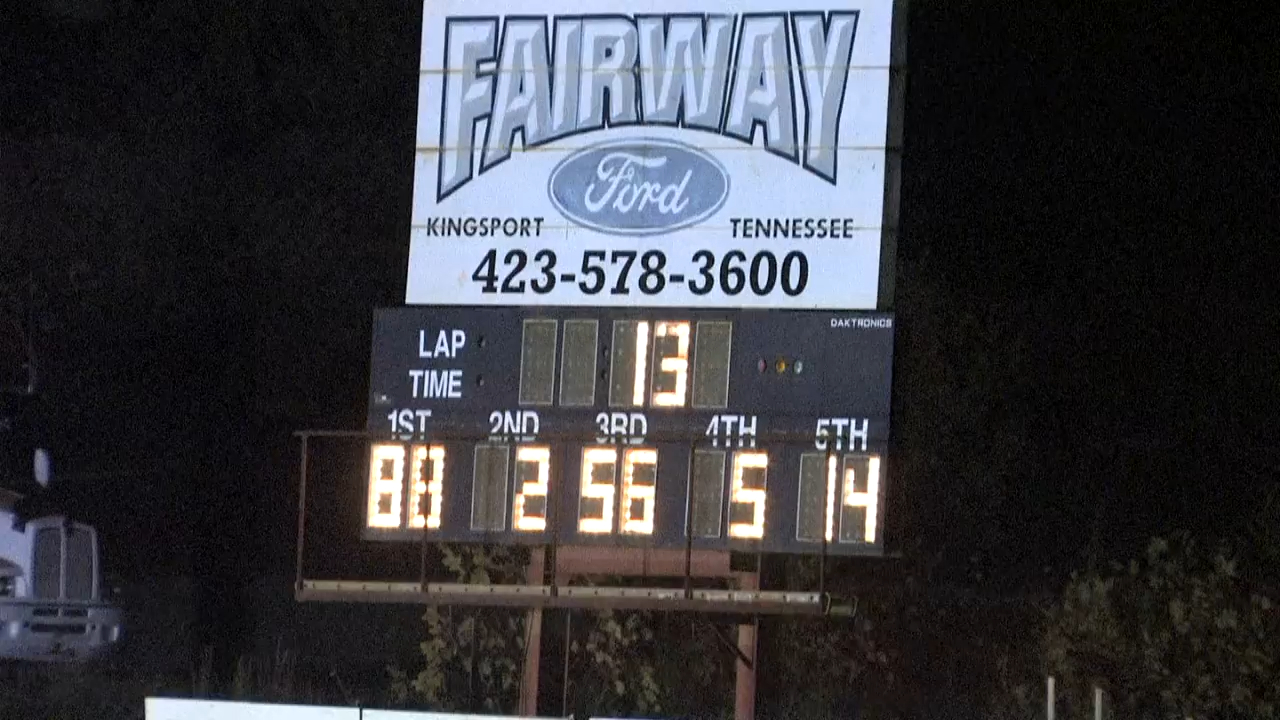 FAIRWAY
Ford
KINGSPORT TENNESSEE
423-578-3600
DAKTRONICS
LAP
TIME
13
1ST 2ND 3RD 4TH 5TH
88 2 56 5 14